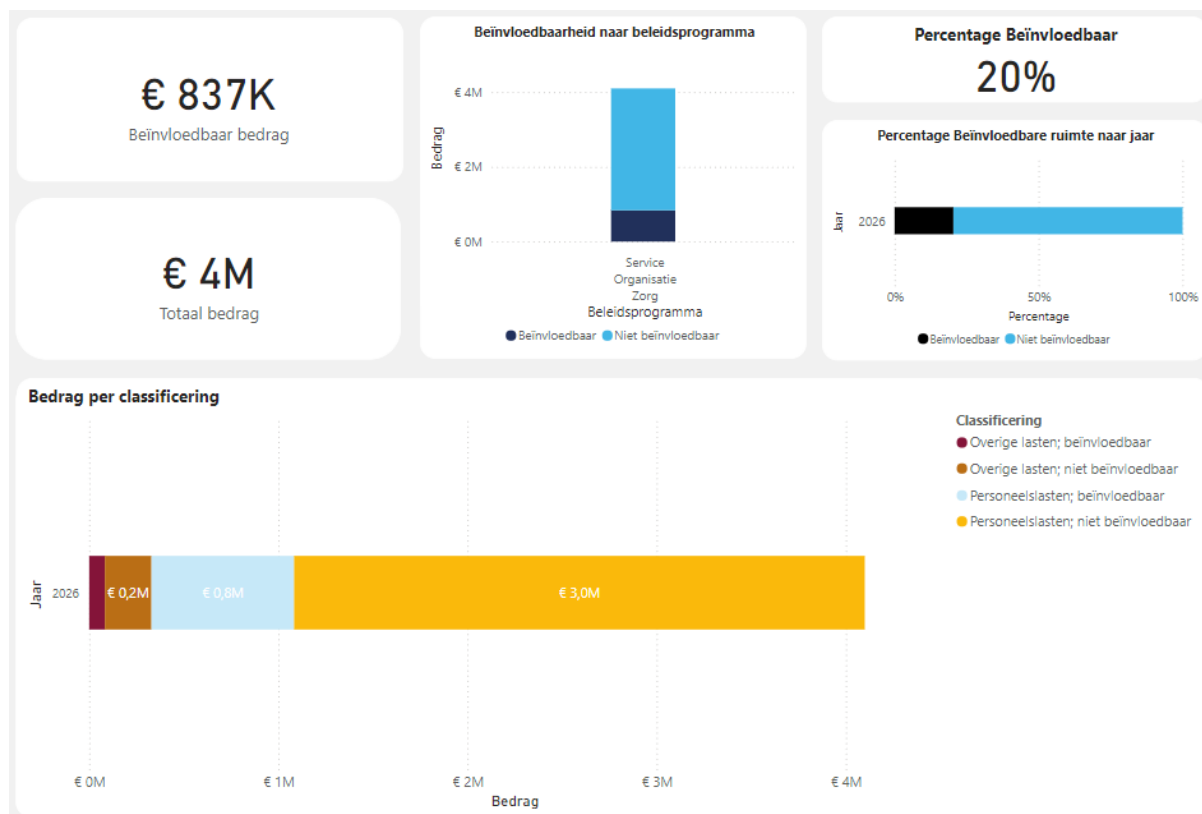 € 837K
Beïnvloedbaar bedrag
€ 4M
Totaal bedrag
Beïnvloedbaarheid naar beleidsprogramma
Bedrag
€ 4M
€ 2M
€ 0M
Service
Organisatie
Zorg
Beleidsprogramma
Beïnvloedbaar
Niet beïnvloedbaar
Percentage Beïnvloedbaar
20%
Percentage Beïnvloedbare ruimte naar jaar
Jaar
2026
0%
50%
100%
Percentage
Beïnvloedbaar
Niet beïnvloedbaar
Bedrag per classificering
Jaar
2026
€ 0,2M
€ 0,8M
€ 3,0M
€ 0M
€ 1M
€ 2M
€ 3M
€ 4M
Bedrag
Classificering
Overige lasten; beïnvloedbaar
Overige lasten; niet beïnvloedbaar
Personeelslasten; beïnvloedbaar
Personeelslasten; niet beïnvloedbaar